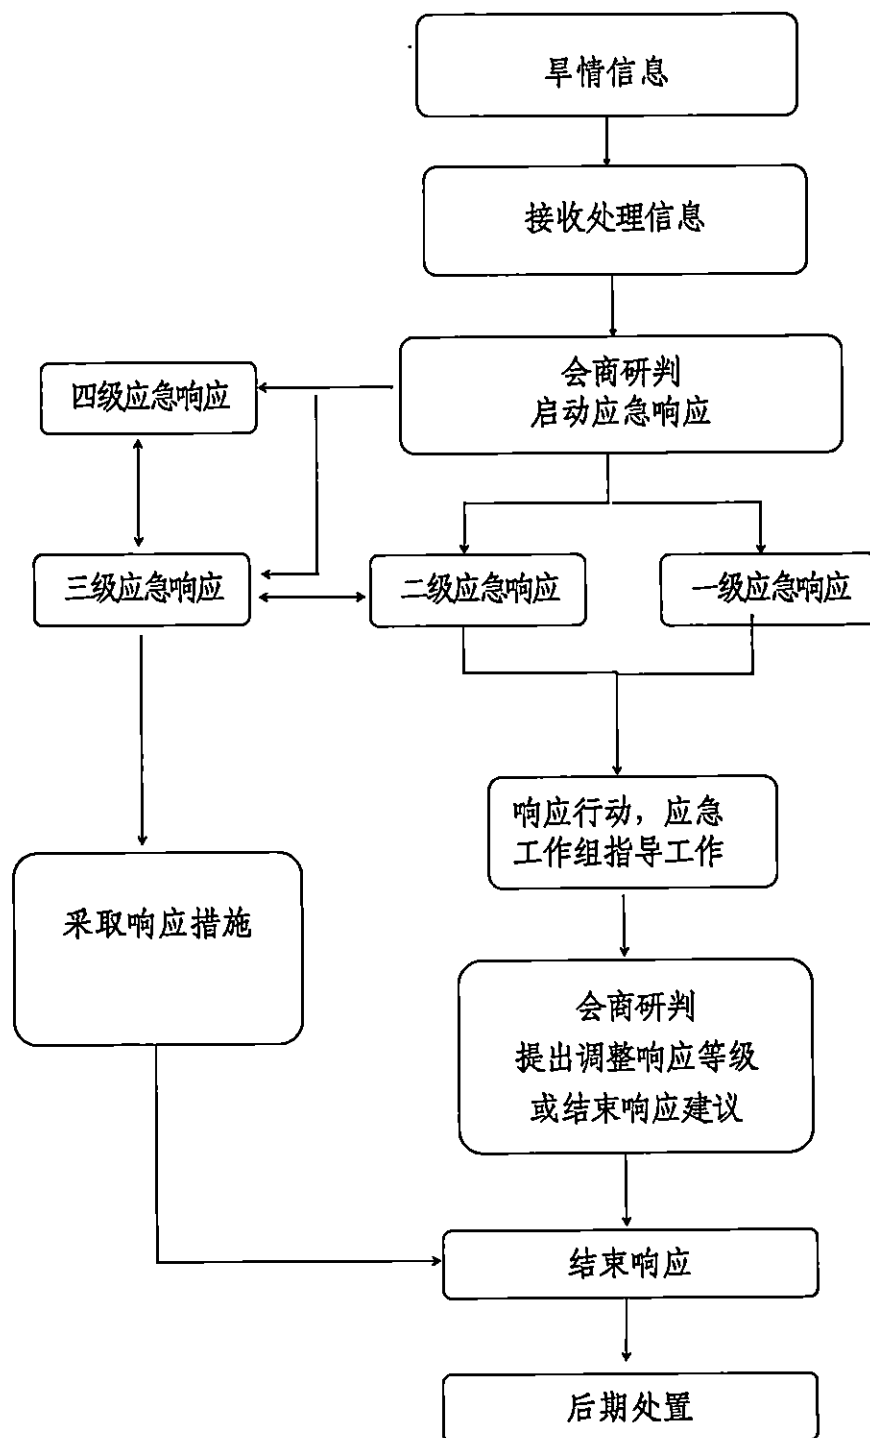 旱情信息
接收处理信息
会商研判
启动应急响应
四级应急响应
三级应急响应
二级应急响应
一级应急响应
响应行动，应急
工作组指导工作
采取响应措施
会商研判
提出调整响应等级
或结束响应建议
结束响应
后期处置